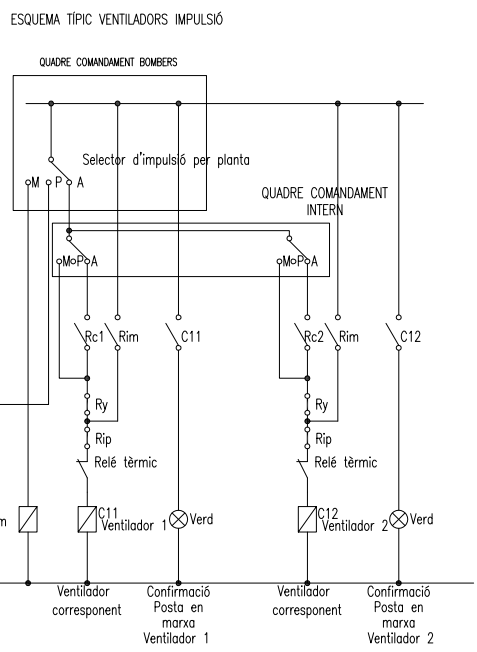 ESQUEMA TÍPIC VENTILADORS IMPULSIÓ
QUADRE COMANDAMENT BOMBERS
Selector d'impulsió per planta
M P A
QUADRE COMANDAMENT
INTERN
M P A
M P A
Rc1
Rim
C11
Rc2
Rim
C12
Ry
Ry
Rip
Rip
Relé tèrmic
Relé tèrmic
m
C11
Ventilador 1
Verd
C12
Ventilador 2
Verd
Ventilador
corresponent
Confirmació
Posta en
marxa
Ventilador 1
Ventilador
corresponent
Confirmació
Posta en
marxa
Ventilador 2